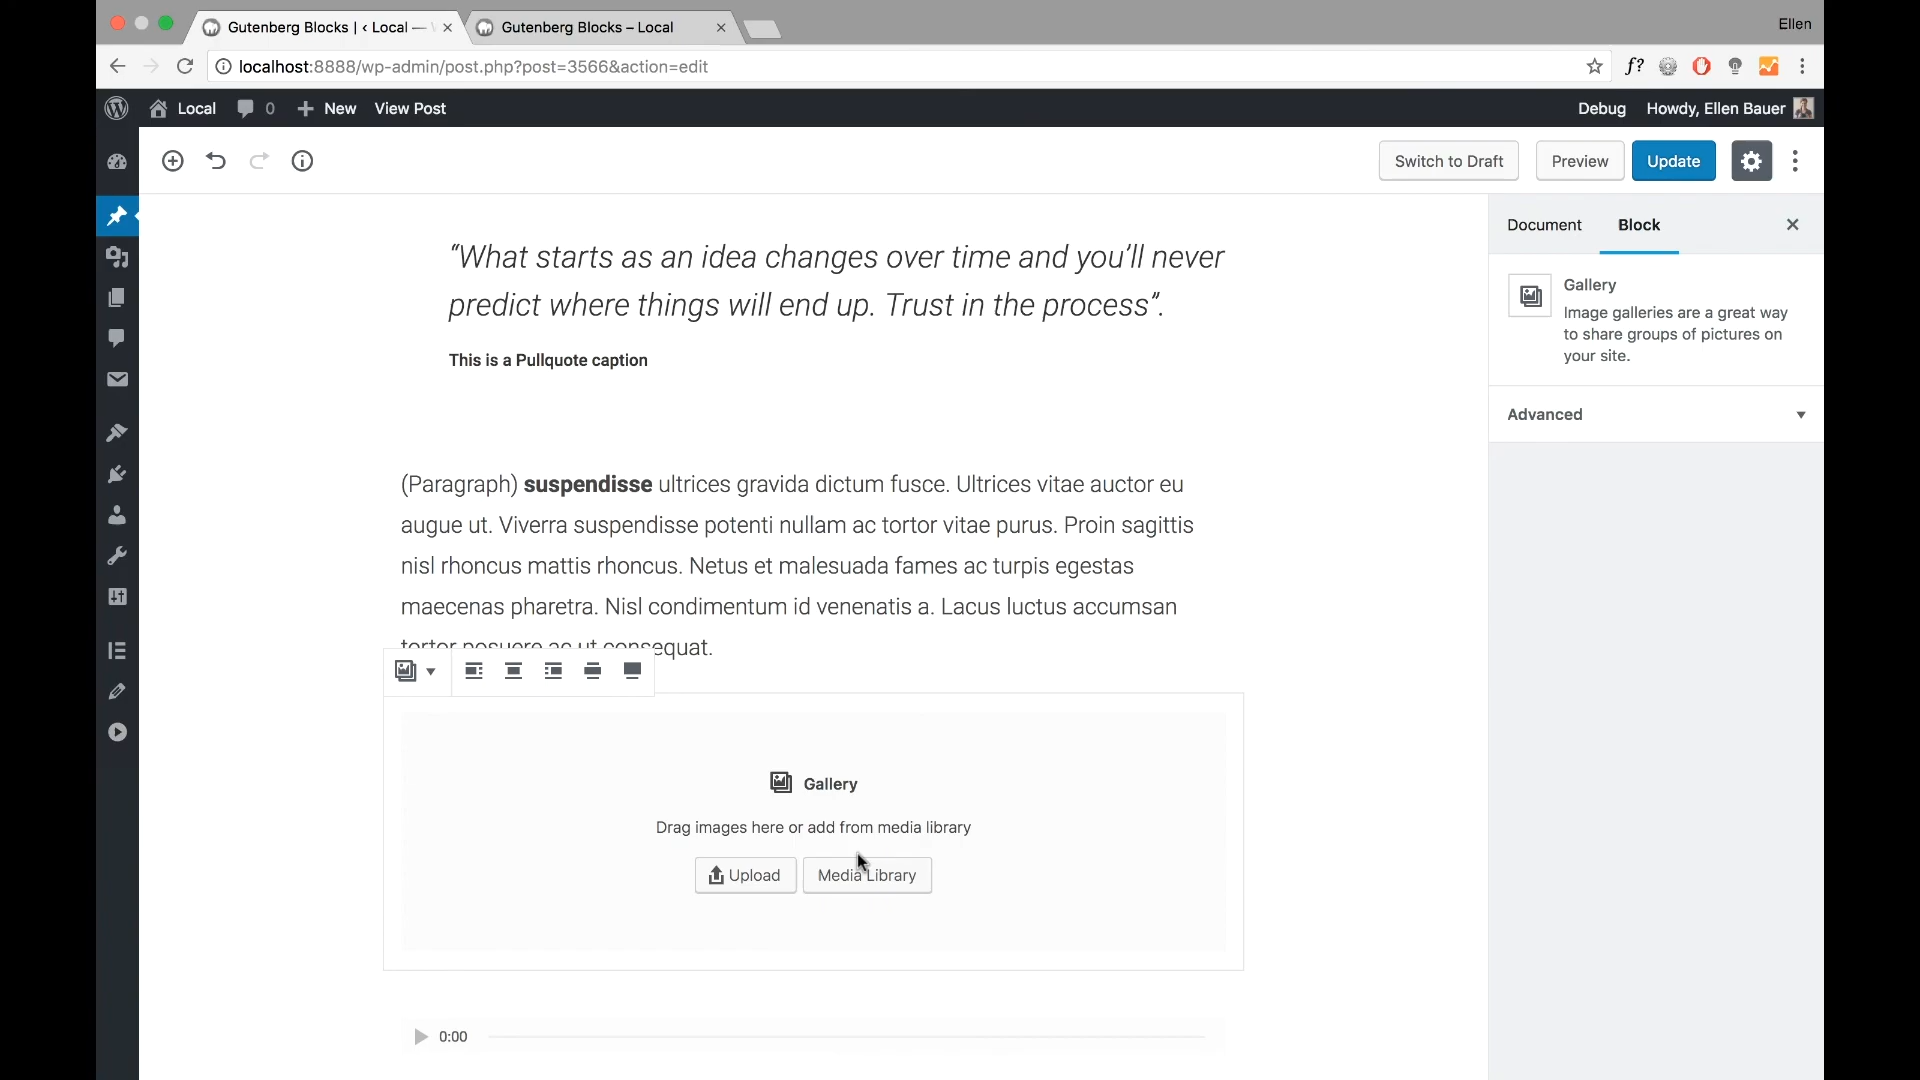 Gutenberg Blocks | ‹ Local —
Gutenberg Blocks – Local
Ellen
localhost:8888/wp-admin/post.php?post=3566&action=edit
f?
Local
0
New
View Post
Debug
Howdy, Ellen Bauer
Switch to Draft
Preview
Update
Document
Block
Gallery
Image galleries are a great way
to share groups of pictures on
your site.
Advanced
“What starts as an idea changes over time and you’ll never
predict where things will end up. Trust in the process”.
This is a Pullquote caption
(Paragraph) suspendisse ultrices gravida dictum fusce. Ultrices vitae auctor eu
augue ut. Viverra suspendisse potenti nullam ac tortor vitae purus. Proin sagittis
nisl rhoncus mattis rhoncus. Netus et malesuada fames ac turpis egestas
maecenas pharetra. Nisl condimentum id venenatis a. Lacus luctus accumsan
tortor posuere ac ut consequat.
Gallery
Drag images here or add from media library
Upload
Media Library
0:00